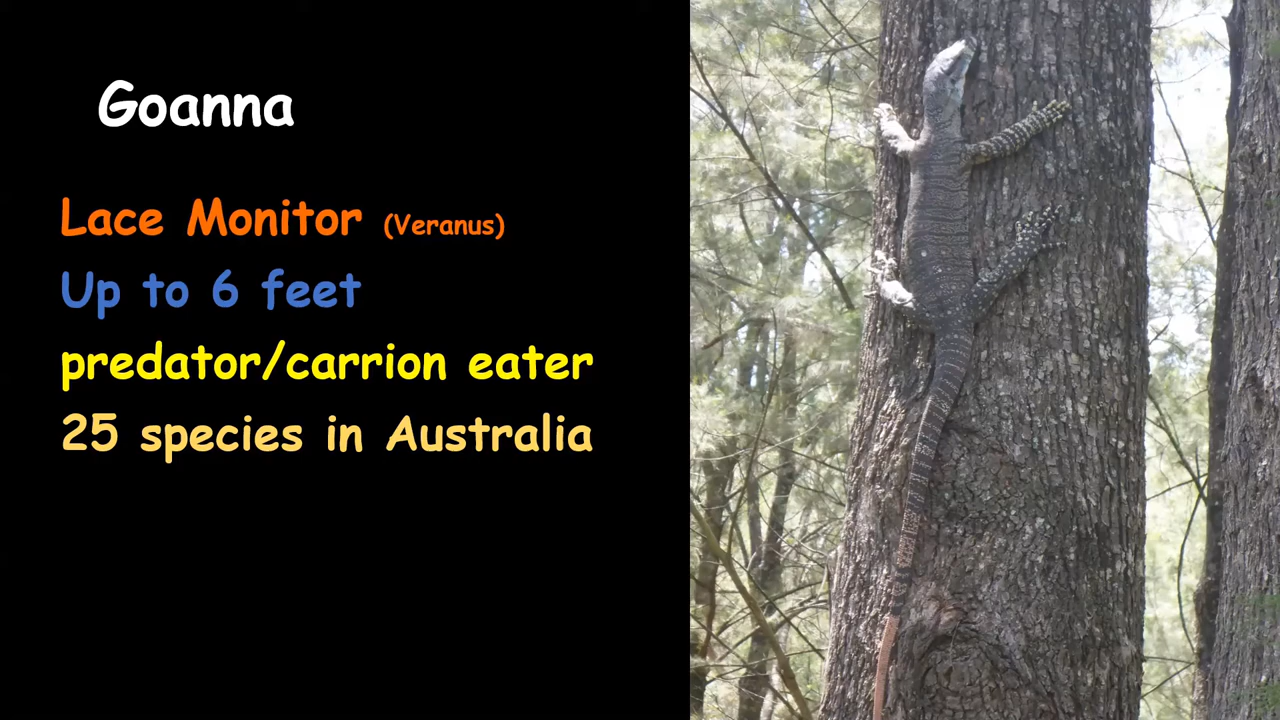 Goanna
Lace Monitor (Veranus)
Up to 6 feet
predator/carrion eater
25 species in Australia